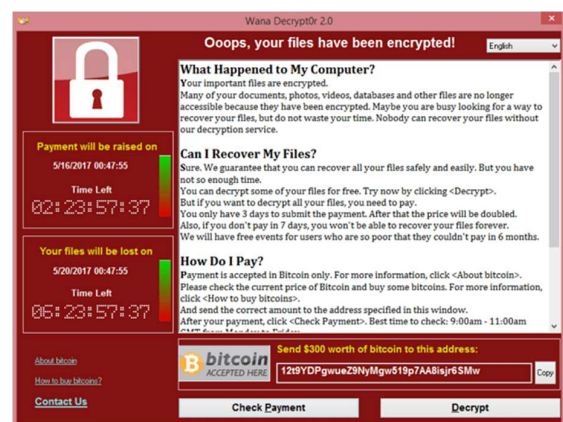 Wana Decrypt0r 2.0
Ooops, your files have been encrypted!
English
What Happened to My Computer?
Your important files are encrypted.
Many of your documents, photos, videos, databases and other files are no longer
accessible because they have been encrypted. Maybe you are busy looking for a way to
recover your files, but do not waste your time. Nobody can recover your files without
our decryption service.
Can I Recover My Files?
Sure. We guarantee that you can recover all your files safely and easily. But you have
not so enough time.
You can decrypt some of your files for free. Try now by clicking <Decrypt>.
But if you want to decrypt all your files, you need to pay.
You only have 3 days to submit the payment. After that the price will be doubled.
Also, if you don't pay in 7 days, you won't be able to recover your files forever.
We will have free events for users who are so poor that they couldn't pay in 6 months.
How Do I Pay?
Payment is accepted in Bitcoin only. For more information, click <About bitcoin>.
Please check the current price of Bitcoin and buy some bitcoins. For more information,
click <How to buy bitcoins>.
And send the correct amount to the address specified in this window.
After your payment, click <Check Payment>. Best time to check: 9:00am - 11:00am
GMT from Monday to Friday.
Payment will be raised on
5/16/2017 00:47:55
Time Left
02:23:57:37
Your files will be lost on
5/20/2017 00:47:55
Time Left
06:23:57:37
About bitcoin
How to buy bitcoins?
Contact Us
bitcoin
ACCEPTED HERE
Send $300 worth of bitcoin to this address:
12t9YDPgwueZ9NyMgw519p7AA8isjr6SMw
Copy
Check Payment
Decrypt